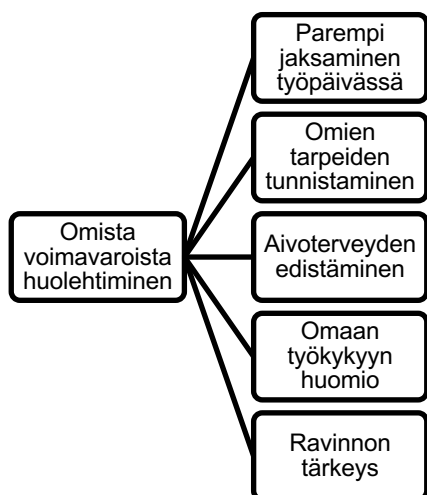 Omista
voimavaroista
huolehtiminen
Parempi
jaksaminen
työpäivässä
Omien
tarpeiden
tunnistaminen
Aivoterveyden
edistäminen
Omaan
työkykyyn
huomio
Ravinnon
tärkeys